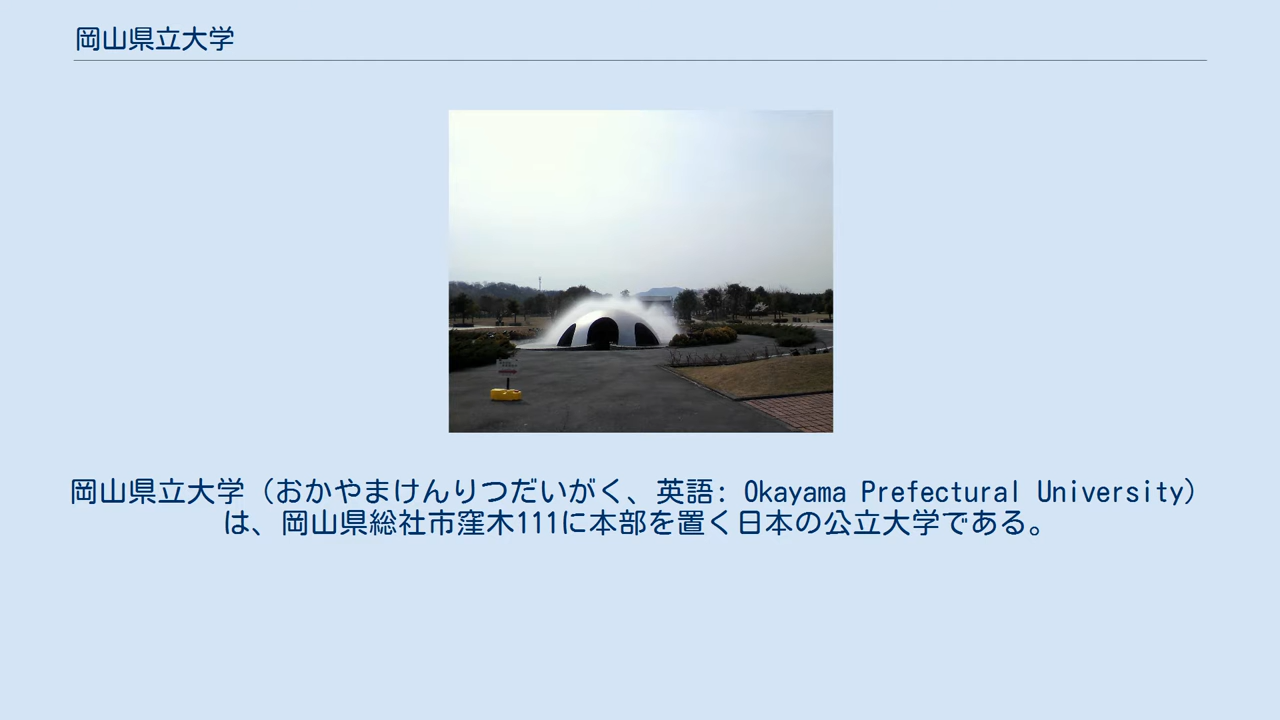 岡山県立大学
岡山県立大学（おかやまけんりつだいがく、英語: Okayama Prefectural University）
は、岡山県総社市窪木111に本部を置く日本の公立大学である。